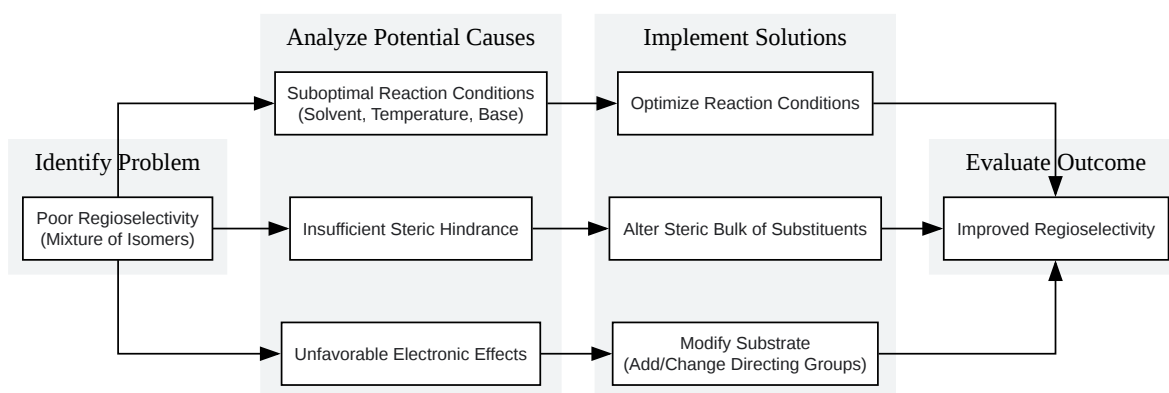 Analyze Potential Causes
Implement Solutions
Suboptimal Reaction Conditions
(Solvent, Temperature, Base)
Optimize Reaction Conditions
Identify Problem
Evaluate Outcome
Poor Regioselectivity
(Mixture of Isomers)
Insufficient Steric Hindrance
Alter Steric Bulk of Substituents
Improved Regioselectivity
Unfavorable Electronic Effects
Modify Substrate
(Add/Change Directing Groups)